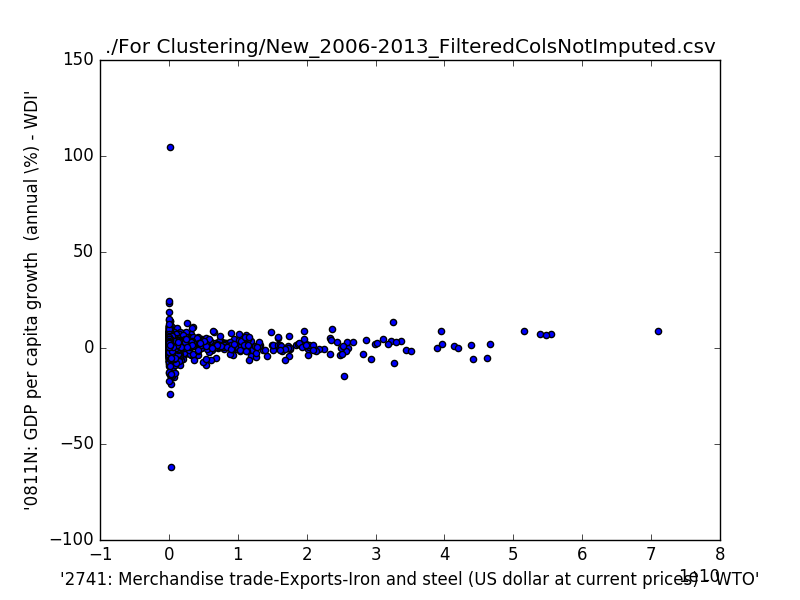 ./For Clustering/New_2006-2013_FilteredColsNotImputed.csv
150
100
50
0
−50
−100
'0811N: GDP per capita growth (annual \%) - WDI'
−1 0 1 2 3 4 5 6 7 8
1e10
'2741: Merchandise trade-Exports-Iron and steel (US dollar at current prices) - WTO'